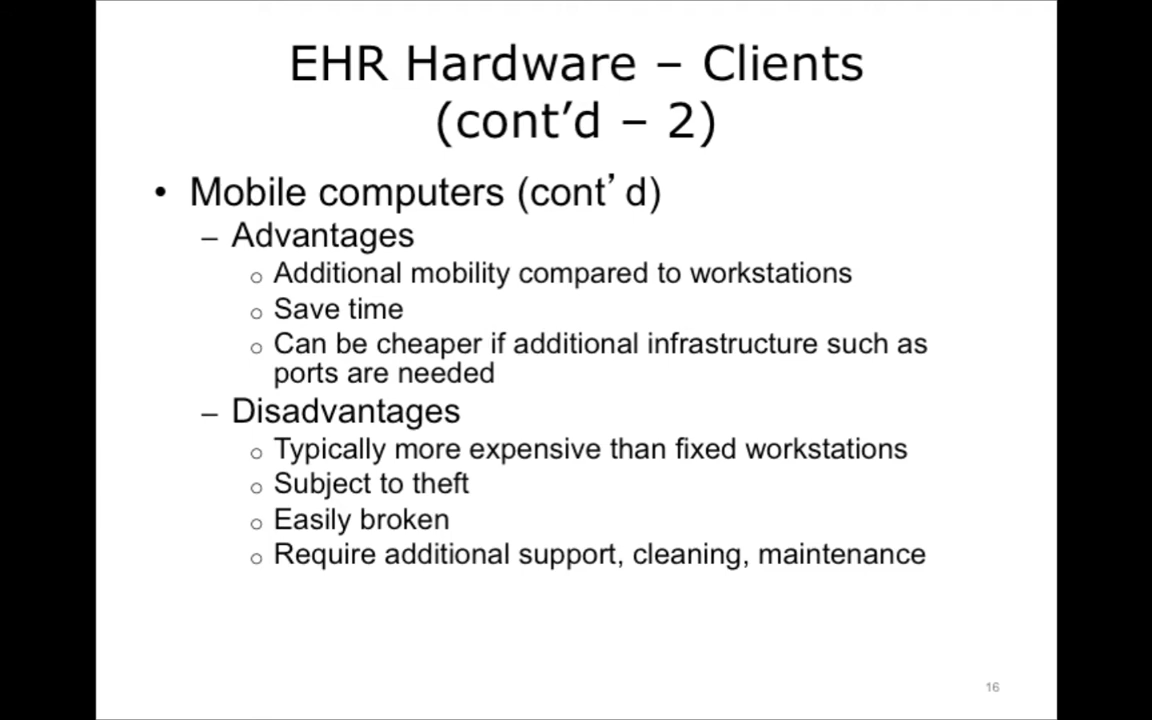 EHR Hardware – Clients
(cont’d – 2)
• Mobile computers (cont’d)
– Advantages
o Additional mobility compared to workstations
o Save time
o Can be cheaper if additional infrastructure such as
ports are needed
– Disadvantages
o Typically more expensive than fixed workstations
o Subject to theft
o Easily broken
o Require additional support, cleaning, maintenance
16